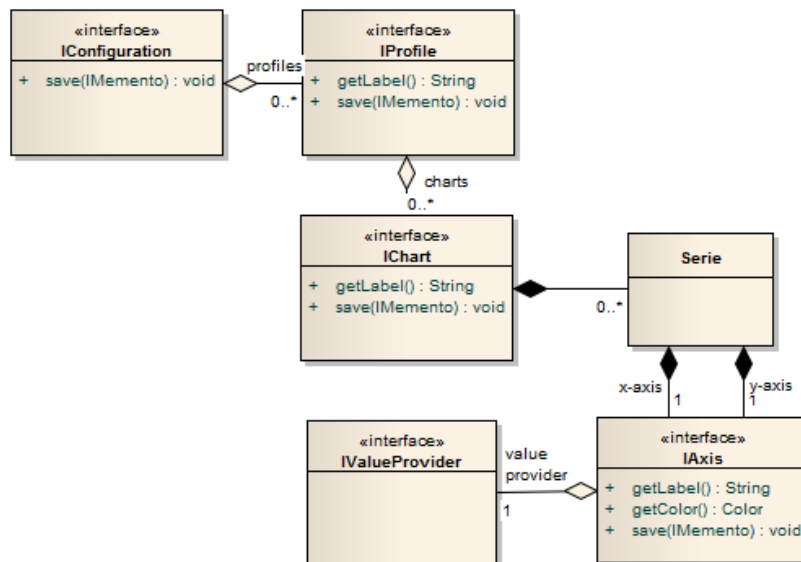 «interface»
IConfiguration
+ save(IMemento) : void
profiles
0..*
«interface»
IProfile
+ getLabel() : String
+ save(IMemento) : void
charts
0..*
«interface»
IChart
+ getLabel() : String
+ save(IMemento) : void
0..*
Serie
x-axis
1
y-axis
1
«interface»
IValueProvider
value
provider
1
«interface»
IAxis
+ getLabel() : String
+ getColor() : Color
+ save(IMemento) : void